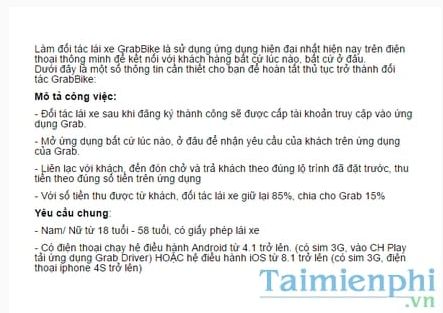 Làm đối tác lái xe GrabBike là sử dụng ứng dụng hiện đại nhất hiện nay trên điện
thoại thông minh để kết nối với khách hàng bất cứ lúc nào, bất cứ ở đâu.
Dưới đây là một số thông tin cần thiết cho bạn để hoàn tất thủ tục trở thành đối
tác GrabBike:
Mô tả công việc:
- Đối tác lái xe sau khi đăng ký thành công sẽ được cấp tài khoản truy cập vào ứng
dụng Grab.
- Mở ứng dụng bất cứ lúc nào, ở đâu để nhận yêu cầu của khách trên ứng dụng
của Grab.
- Liên lạc với khách, đến đón chở và trả khách theo đúng lộ trình đã đặt trước, thu
tiền theo đúng số tiền trên ứng dụng
- Với số tiền thu được từ khách, đối tác lái xe giữ lại 85%, chia cho Grab 15%
Yêu cầu chung:
- Nam/ Nữ từ 18 tuổi - 58 tuổi, có giấy phép lái xe
- Có điện thoại chạy hệ điều hành Android từ 4.1 trở lên. (có sim 3G, vào CH Play
tải ứng dụng Grab Driver) HOẶC hệ điều hành iOS từ 8.1 trở lên (có sim 3G, điện
thoại iphone 4S trở lên)
Taimienphi
.vn